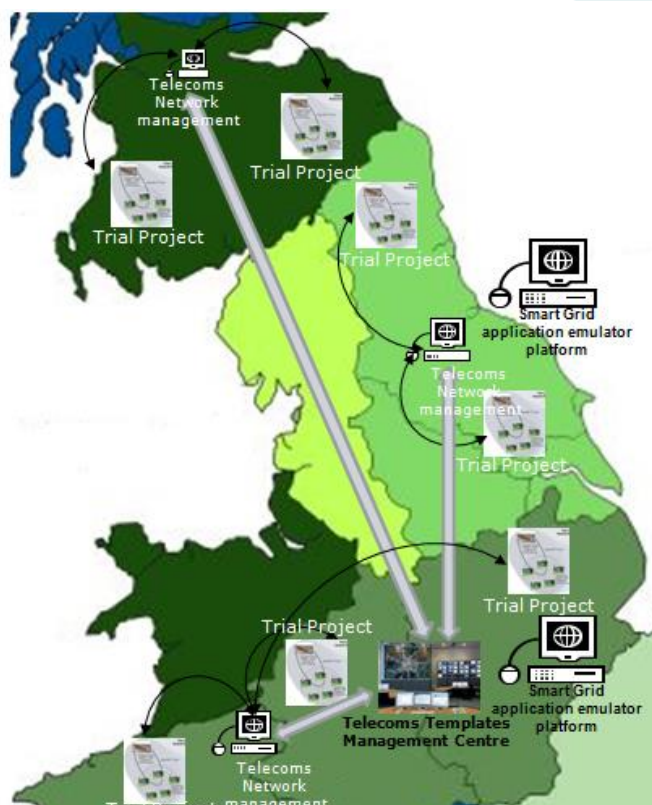 Telecoms
Network
management
Trial Project
Trial Project
Smart Grid
application emulator
platform
Telecoms
Network
management
Trial Project
Trial Project
Trial Project
Smart Grid
application emulator
platform
Telecoms Templates
Management Centre
Telecoms
Network
management
Trial Project